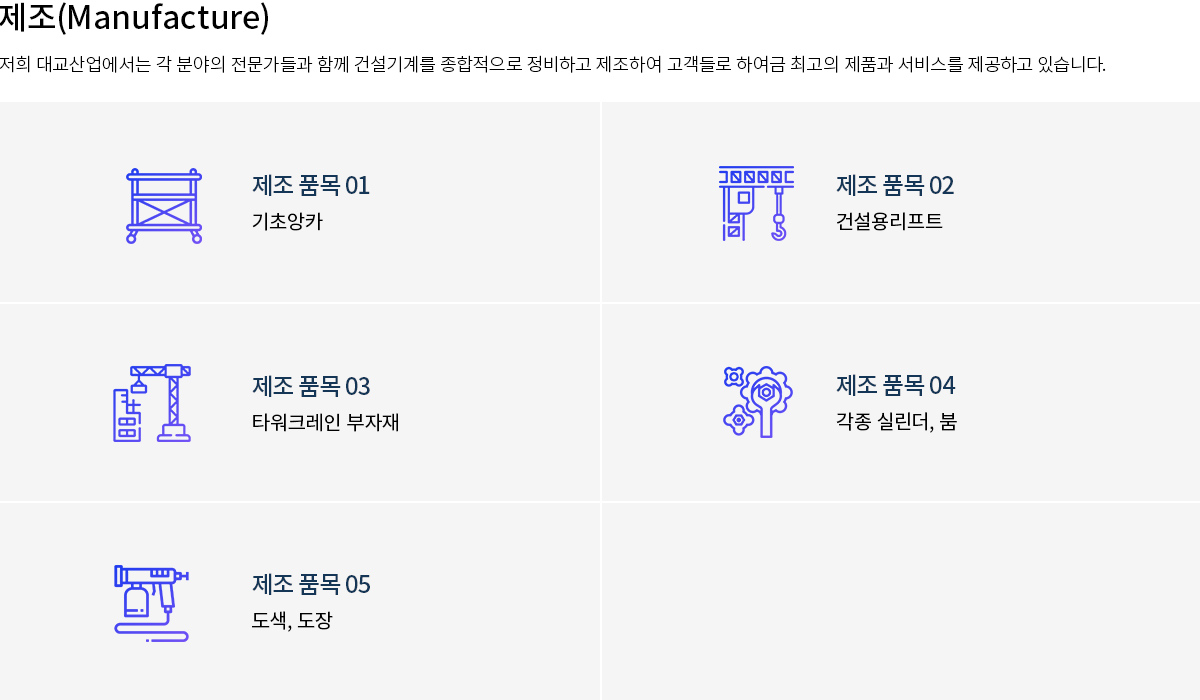 제조(Manufacture)
저희 대교산업에서는 각 분야의 전문가들과 함께 건설기계를 종합적으로 정비하고 제조하여 고객들로 하여금 최고의 제품과 서비스를 제공하고 있습니다.
제조 품목 01
기초앙카
제조 품목 02
건설용리프트
제조 품목 03
타워크레인 부자재
제조 품목 04
각종 실린더, 붐
제조 품목 05
도색, 도장